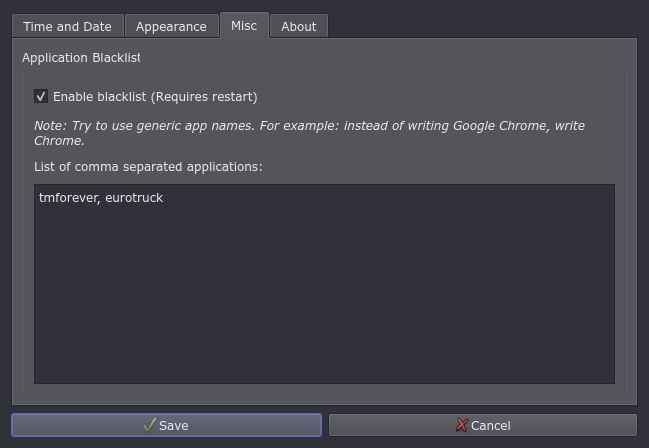 Time and Date Appearance Misc About
Application Blacklist
Enable blacklist (Requires restart)
Note: Try to use generic app names. For example: instead of writing Google Chrome, write
Chrome.
List of comma separated applications:
tmforever, eurotruck
Save Cancel